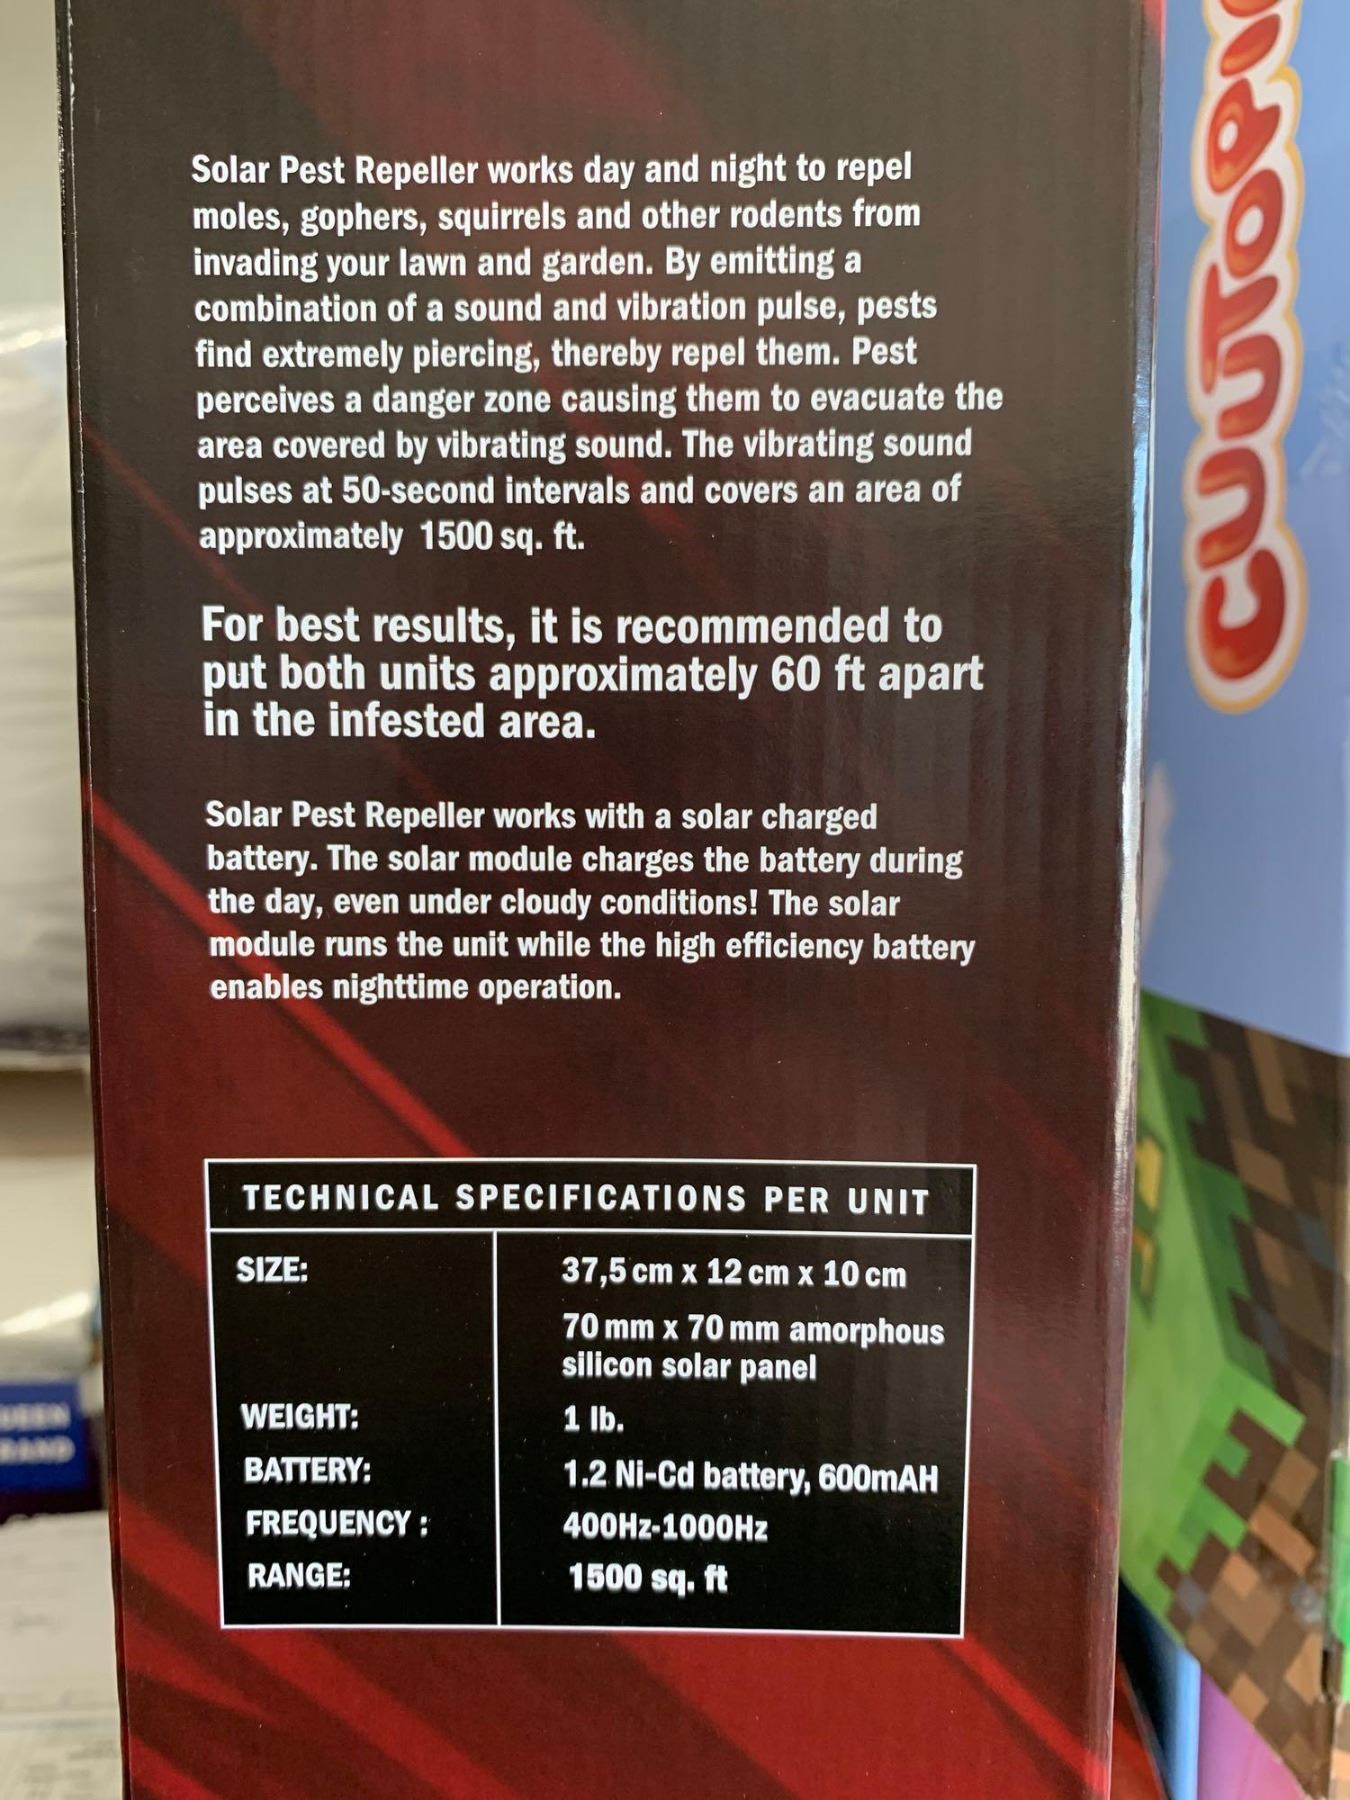 Solar Pest Repeller works day and night to repel
moles, gophers, squirrels and other rodents from
invading your lawn and garden. By emitting a
combination of a sound and vibration pulse, pests
find extremely piercing, thereby repel them. Pest
perceives a danger zone causing them to evacuate the
area covered by vibrating sound. The vibrating sound
pulses at 50-second intervals and covers an area of
approximately 1500 sq. ft.
For best results, it is recommended to
put both units approximately 60 ft apart
in the infested area.
Solar Pest Repeller works with a solar charged
battery. The solar module charges the battery during
the day, even under cloudy conditions! The solar
module runs the unit while the high efficiency battery
enables nighttime operation.
TECHNICAL SPECIFICATIONS PER UNIT
SIZE: 37,5 cm x 12 cm x 10 cm
70 mm x 70 mm amorphous
silicon solar panel
WEIGHT: 1 lb.
BATTERY: 1.2 Ni-Cd battery, 600mAH
FREQUENCY : 400Hz-1000Hz
RANGE: 1500 sq. ft